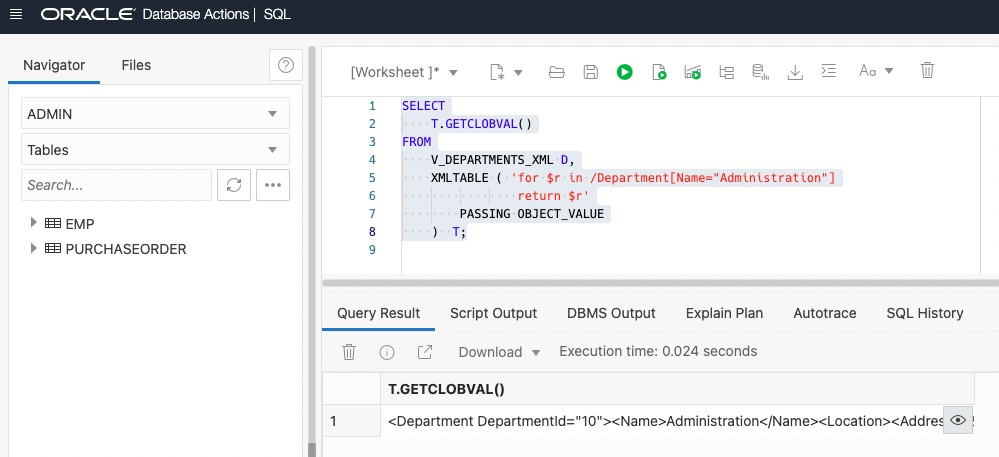 ORACLE Database Actions | SQL
Navigator
Files
ADMIN
Tables
Search...
EMP
PURCHASEORDER
[Worksheet ]*
Aa
1 SELECT
2 T.GETCLOBVAL()
3 FROM
4 V_DEPARTMENTS_XML D,
5 XMLTABLE ( 'for $r in /Department[Name="Administration"]
6 return $r'
7 PASSING OBJECT_VALUE
8 ) T;
9
Query Result Script Output DBMS Output Explain Plan Autotrace SQL History
Download Execution time: 0.024 seconds
T.GETCLOBVAL()
1 <Department DepartmentId="10"><Name>Administration</Name><Location><Addres